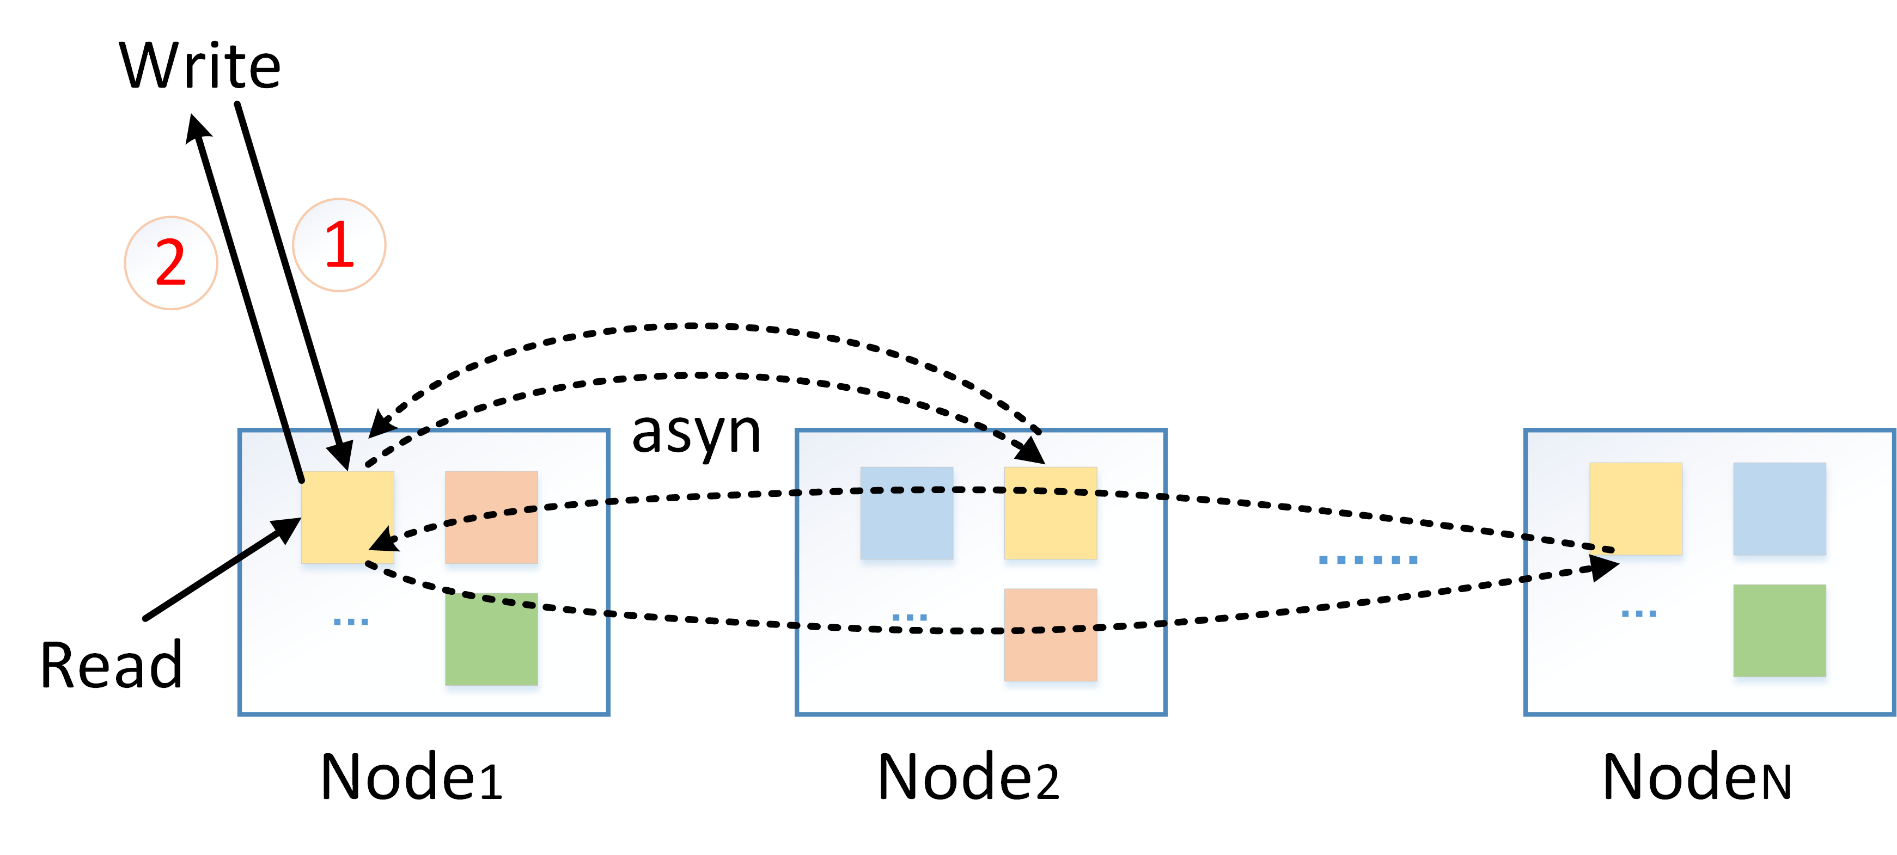 Write
2
1
asyn
...
...
......
...
Read
Node1
Node2
NodeN